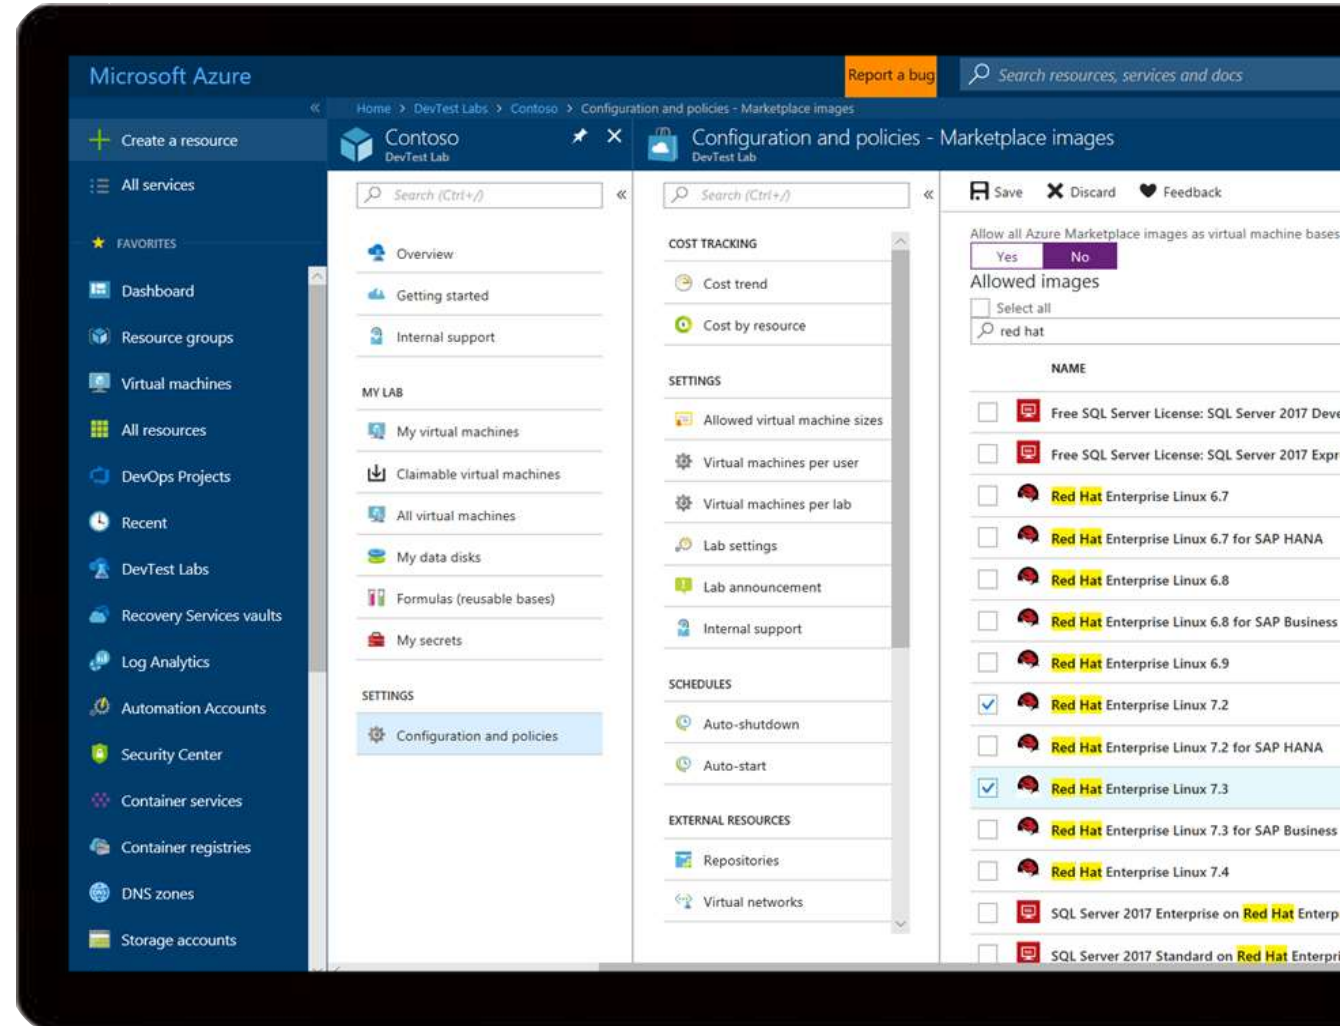 Microsoft Azure
Report a bug
Search resources, services and docs
Home > DevTest Labs > Contoso > Configuration and policies - Marketplace images
Create a resource
All services
FAVORITES
Dashboard
Resource groups
Virtual machines
All resources
DevOps Projects
Recent
DevTest Labs
Recovery Services vaults
Log Analytics
Automation Accounts
Security Center
Container services
Container registries
DNS zones
Storage accounts
Contoso
DevTest Lab
Search (Ctrl+/)
Overview
Getting started
Internal support
MY LAB
My virtual machines
Claimable virtual machines
All virtual machines
My data disks
Formulas (reusable bases)
My secrets
SETTINGS
Configuration and policies
Configuration and policies - Marketplace images
DevTest Lab
Search (Ctrl+/)
COST TRACKING
Cost trend
Cost by resource
SETTINGS
Allowed virtual machine sizes
Virtual machines per user
Virtual machines per lab
Lab settings
Lab announcement
Internal support
SCHEDULES
Auto-shutdown
Auto-start
EXTERNAL RESOURCES
Repositories
Virtual networks
Save Discard Feedback
Allow all Azure Marketplace images as virtual machine bases
Yes No
Allowed images
Select all
red hat
NAME
Free SQL Server License: SQL Server 2017 Deve
Free SQL Server License: SQL Server 2017 Expr
Red Hat Enterprise Linux 6.7
Red Hat Enterprise Linux 6.7 for SAP HANA
Red Hat Enterprise Linux 6.8
Red Hat Enterprise Linux 6.8 for SAP Business
Red Hat Enterprise Linux 6.9
Red Hat Enterprise Linux 7.2
Red Hat Enterprise Linux 7.2 for SAP HANA
Red Hat Enterprise Linux 7.3
Red Hat Enterprise Linux 7.3 for SAP Business
Red Hat Enterprise Linux 7.4
SQL Server 2017 Enterprise on Red Hat Enterp
SQL Server 2017 Standard on Red Hat Enterpri